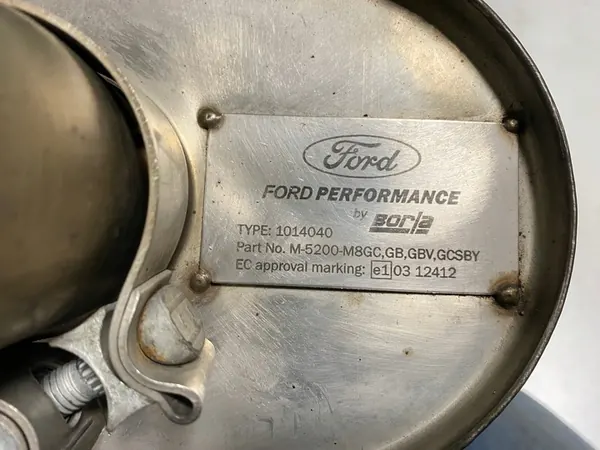 Ford
FORD PERFORMANCE
by BORLA
TYPE: 1014040
Part No. M-5200-M8GC,GB,GBV,GCSBY
EC approval marking: e1 03 12412